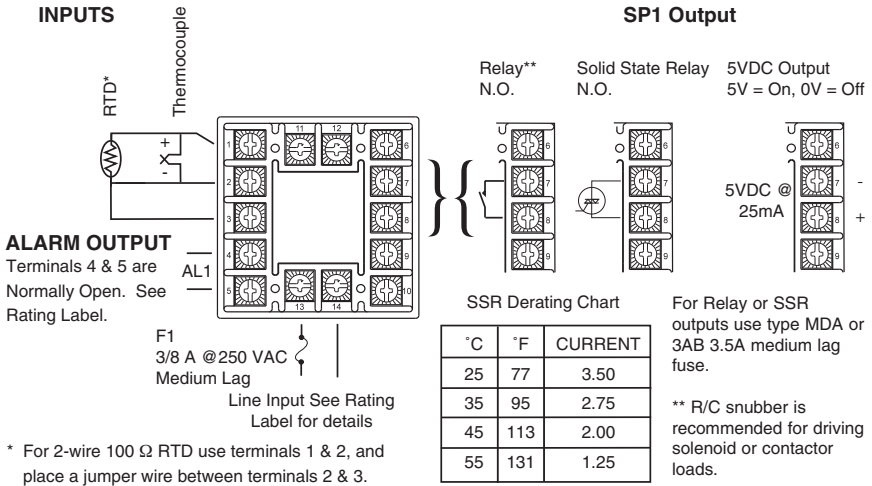 INPUTS
RTD*
Thermocouple
+
-
1
2
3
4
5
11
12
6
7
8
9
10
13
14
ALARM OUTPUT
Terminals 4 & 5 are
Normally Open. See
Rating Label.
AL1
F1
3/8 A @250 VAC
Medium Lag
Line Input See Rating
Label for details
* For 2-wire 100 Ω RTD use terminals 1 & 2, and
place a jumper wire between terminals 2 & 3.
SP1 Output
Relay**
N.O.
6
7
8
9
Solid State Relay
N.O.
6
7
8
9
5VDC Output
5V = On, 0V = Off
5VDC @
25mA
6
7
8
9
-
+
SSR Derating Chart
˚C ˚F CURRENT
25 77 3.50
35 95 2.75
45 113 2.00
55 131 1.25
For Relay or SSR
outputs use type MDA or
3AB 3.5A medium lag
fuse.
** R/C snubber is
recommended for driving
solenoid or contactor
loads.